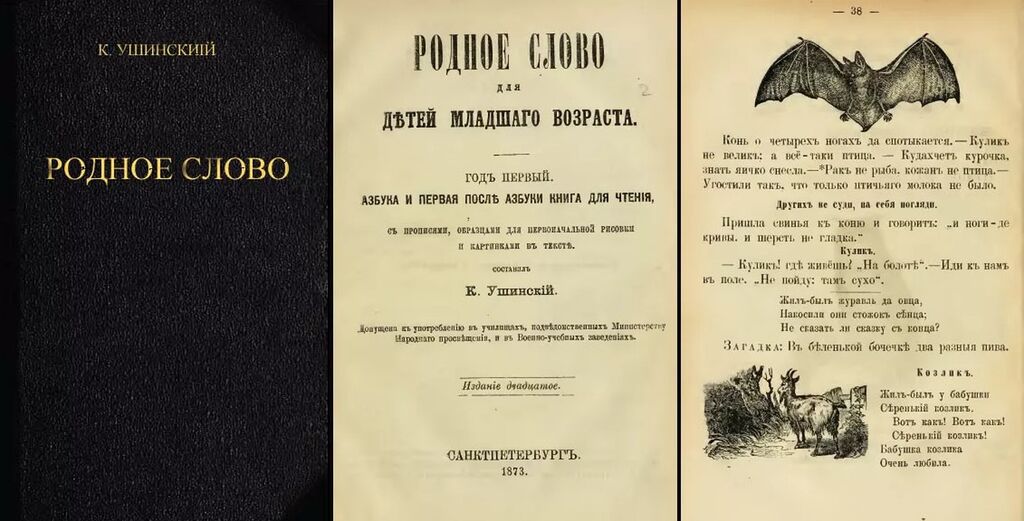 К. УШИНСКИЙ
РОДНОЕ СЛОВО
РОДНОЕ СЛОВО
ДЛЯ
ДѢТЕЙ МЛАДШАГО ВОЗРАСТА.
ГОДЪ ПЕРВЫЙ.
АЗБУКА И ПЕРВАЯ ПОСЛѢ АЗБУКИ КНИГА ДЛЯ ЧТЕНІЯ,
СЪ ПРОПИСЯМИ, ОБРАЗЦАМИ ДЛЯ ПЕРВОНАЧАЛЬНОЙ РИСОВКИ
И КАРТИНКАМИ ВЪ ТЕКСТѢ.
СОСТАВИЛЪ
К. Ушинскій.
Допущена къ употребленію въ училищахъ, подвѣдомственныхъ Министерству
Народнаго просвѣщенія, и въ Военно-учебныхъ заведеніяхъ.
Изданіе двадцатое.
САНКТПЕТЕРБУРГЪ.
1873.
2
— 38 —
Конь о четырехъ ногахъ да спотыкается.—Куликъ
не великъ; а всё-таки птица. — Кудахчетъ курочка,
знать яичко снесла.—*Ракъ не рыба, кожанъ не птица.—
Угостили такъ, что только птичьяго молока не было.
Другихъ не суди, на себя погляди.
Пришла свинья къ коню и говоритъ: „и ноги-де
кривы, и шерсть не гладка."
Куликъ.
— Куликъ! гдѣ живёшь? „На болотѣ".—Иди къ намъ
въ поле. „Не пойду: тамъ сухо".
Жилъ-былъ журавль да овца,
Накосили они стожокъ сѣнца;
Не сказать ли сказку съ конца?
ЗАГАДКА: Въ бѣленькой бочечкѣ два разныя пива.
Козликъ.
Жилъ-былъ у бабушки
Сѣренькій козликъ.
Вотъ какъ! Вотъ какъ!
Сѣренькій козликъ!
Бабушка козлика
Очень любила.